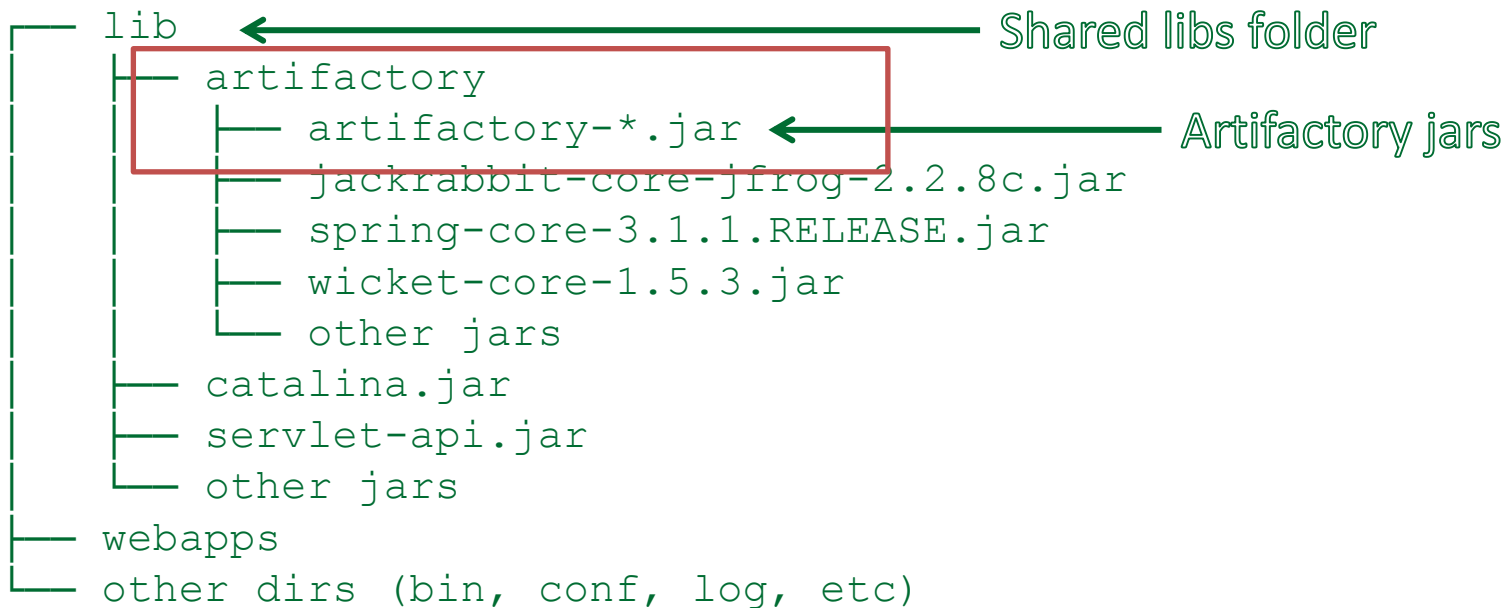 lib
Shared libs folder
artifactory
artifactory-*.jar
Artifactory jars
jackrabbit-core-jfrog-2.2.8c.jar
spring-core-3.1.1.RELEASE.jar
wicket-core-1.5.3.jar
other jars
catalina.jar
servlet-api.jar
other jars
webapps
other dirs (bin, conf, log, etc)